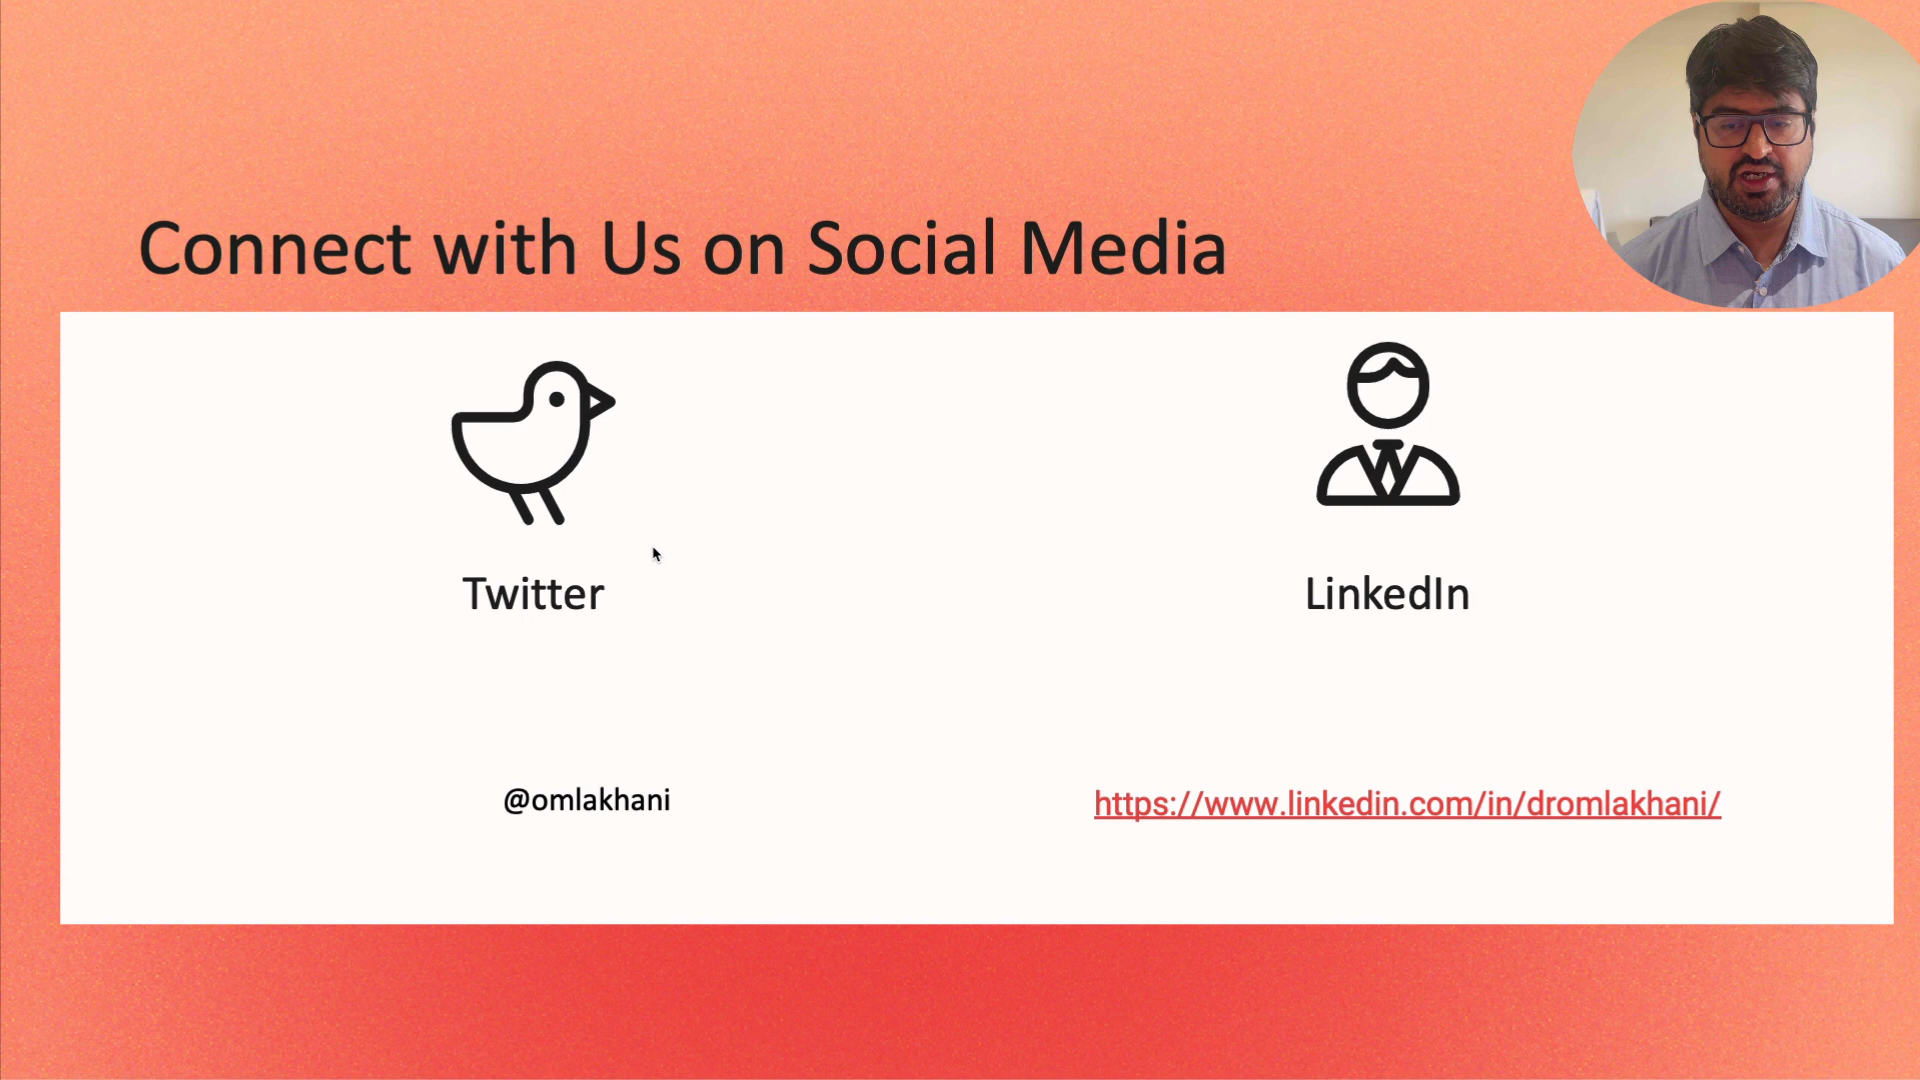 Connect with Us on Social Media
Twitter
LinkedIn
@omlakhani
https://www.linkedin.com/in/dromlakhani/